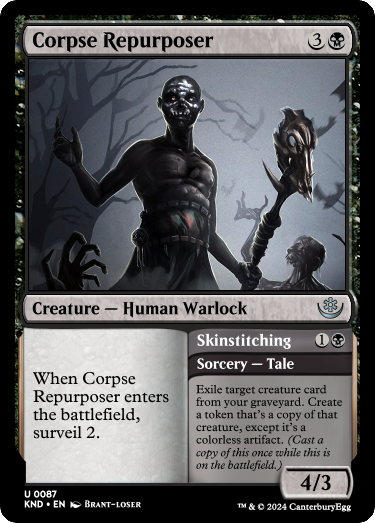 Corpse Repurposer 3
Creature — Human Warlock
When Corpse
Repurposer enters
the battlefield,
surveil 2.
Skinstitching 1
Sorcery — Tale
Exile target creature card
from your graveyard. Create
a token that's a copy of that
creature, except it's a
colorless artifact. (Cast a
copy of this once while this is
on the battlefield.)
4/3
U 0087
KND • EN Brant-loser
™ & © 2024 CanterburyEgg